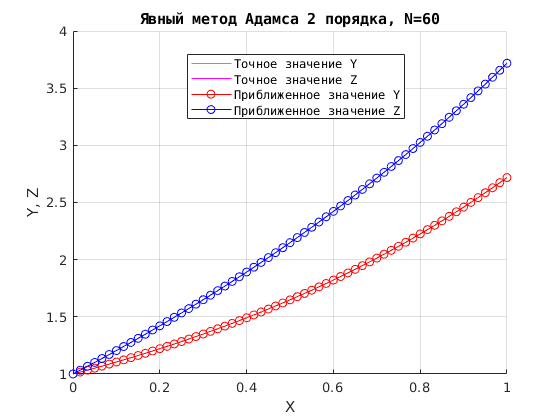 Явный метод Адамса 2 порядка, N=60
4
3.5
3
2.5
2
1.5
1
Y, Z
Точное значение Y
Точное значение Z
Приближенное значение Y
Приближенное значение Z
0
0.2
0.4
0.6
0.8
1
X